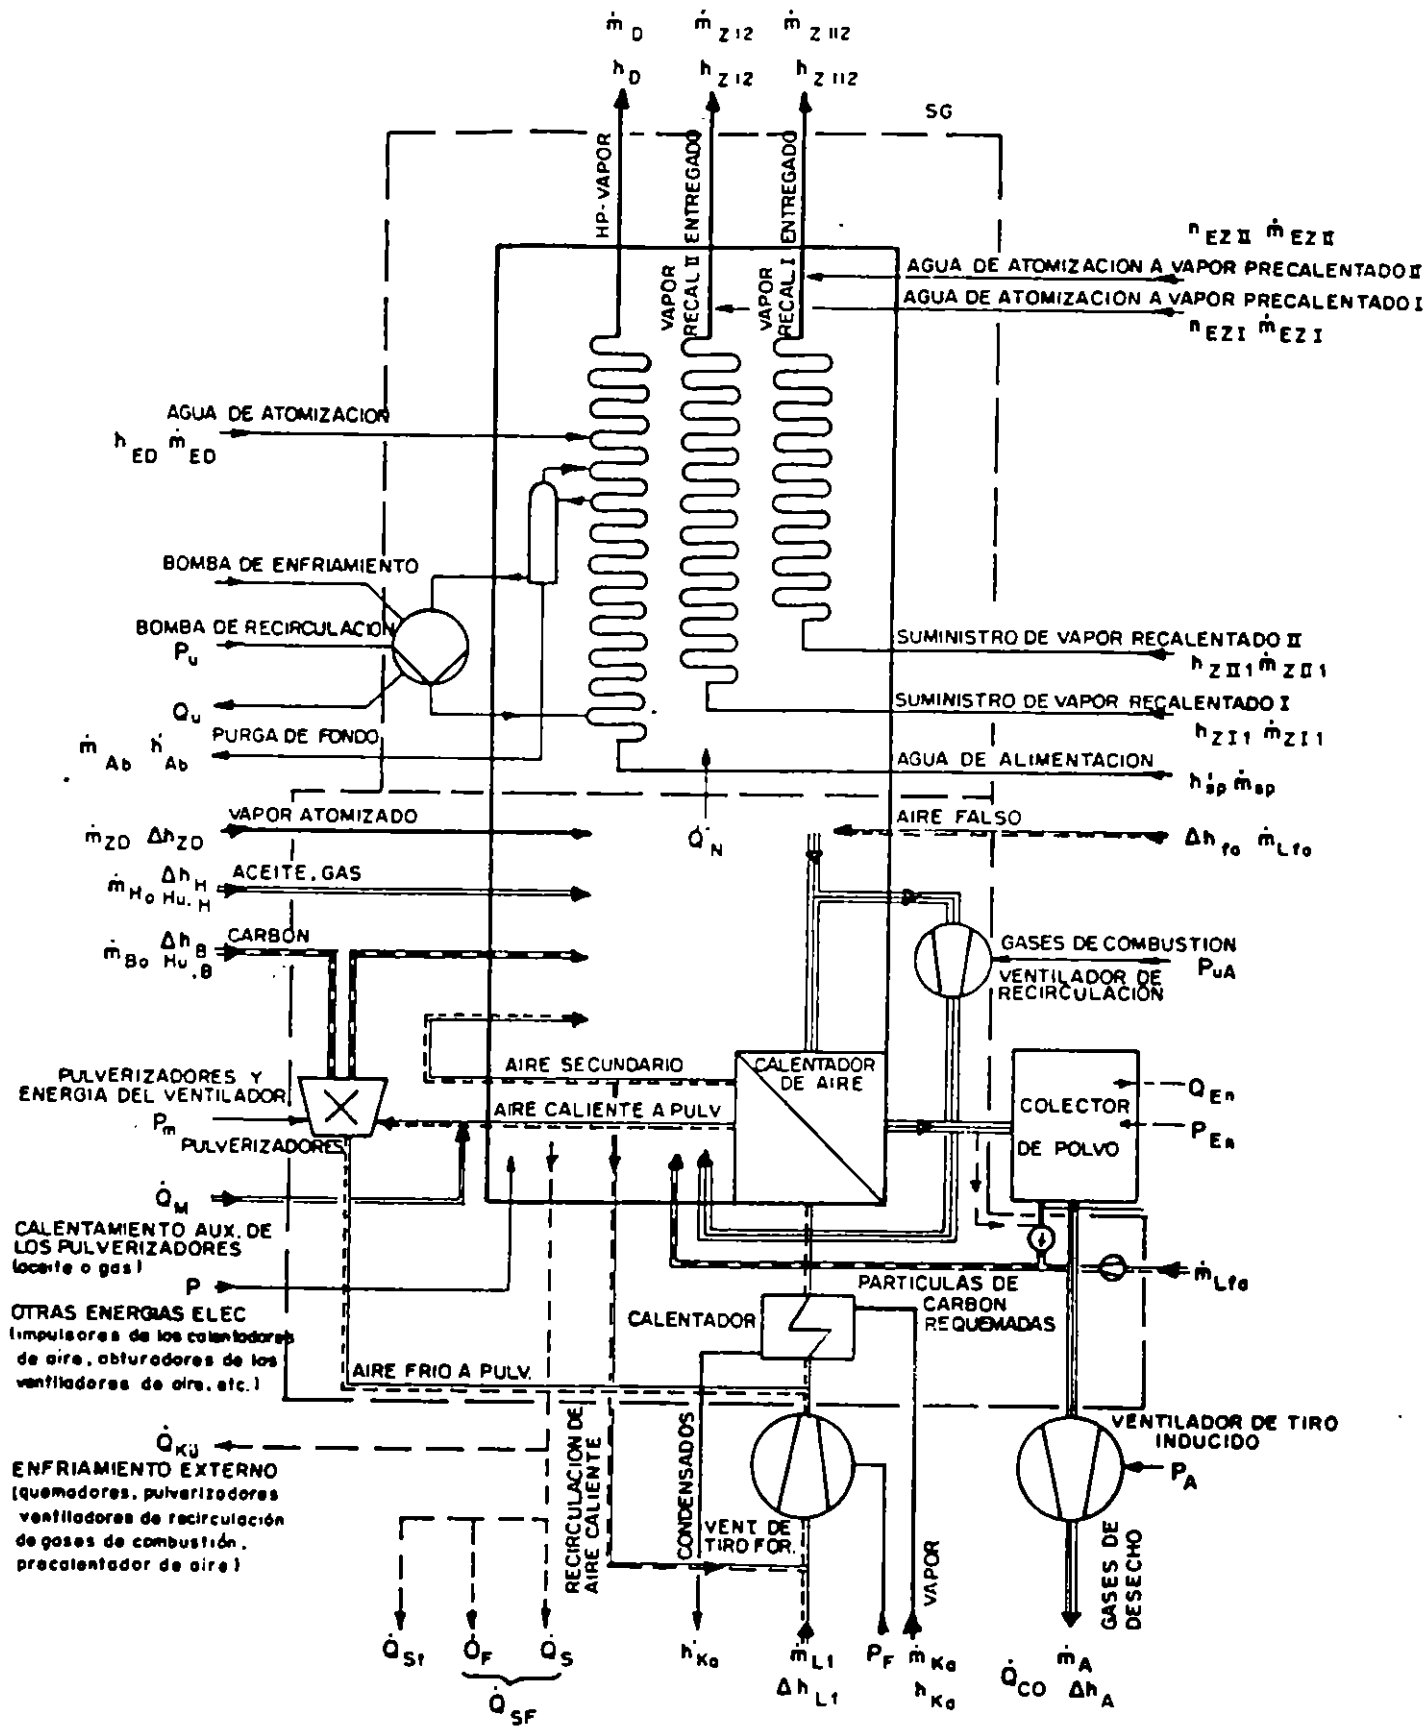 ṁ D ṁ Z I2 ṁ Z II2
h D h Z I2 h Z II2
SG
HP-VAPOR
VAPOR
RECAL II ENTREGADO
VAPOR
RECAL I ENTREGADO
h EZ II ṁ EZ II
AGUA DE ATOMIZACION A VAPOR PRECALENTADO II
AGUA DE ATOMIZACION A VAPOR PRECALENTADO I
h EZ I ṁ EZ I
AGUA DE ATOMIZACION
h ED ṁ ED
BOMBA DE ENFRIAMIENTO
BOMBA DE RECIRCULACION
P u
Q u
PURGA DE FONDO
ṁ Ab h Ab
SUMINISTRO DE VAPOR RECALENTADO II
h Z II 1 ṁ Z II 1
SUMINISTRO DE VAPOR RECALENTADO I
h Z I 1 ṁ Z I 1
AGUA DE ALIMENTACION
h sp ṁ sp
VAPOR ATOMIZADO
ṁ ZD Δh ZD
Q̇ N
AIRE FALSO
Δh fa ṁ Lfa
ACEITE, GAS
ṁ Ho Δh H Hu, H
CARBON
ṁ Bo Δh B Hu, B
GASES DE COMBUSTION
P uA
VENTILADOR DE
RECIRCULACIÓN
PULVERIZADORES Y
ENERGIA DEL VENTILADOR
P m
PULVERIZADORES
AIRE SECUNDARIO
AIRE CALIENTE A PULV
CALENTADOR
DE AIRE
COLECTOR
DE POLVO
Q En
P En
Q̇ M
CALENTAMIENTO AUX. DE
LOS PULVERIZADORES
(aceite o gas)
P
OTRAS ENERGIAS ELEC
(impulsores de los calentadores
de aire, obturadores de los
ventiladores de aire, etc.)
ṁ Lfa
PARTICULAS DE
CARBON
REQUEMADAS
CALENTADOR
AIRE FRIO A PULV.
Q̇ Kü
ENFRIAMIENTO EXTERNO
(quemadores, pulverizadores
ventiladores de recirculación
de gases de combustión,
precalentador de aire)
RECIRCULACION DE
AIRE CALIENTE
CONDENSADOS
VENT. DE
TIRO FOR.
VAPOR
VENTILADOR DE TIRO
INDUCIDO
P A
GASES DE
DESECHO
Q̇ St Q̇ F Q̇ S
Q̇ SF
h Ka
ṁ L1
Δh L1
P F
ṁ Ka
h Ka
Q̇ CO
ṁ A
Δh A